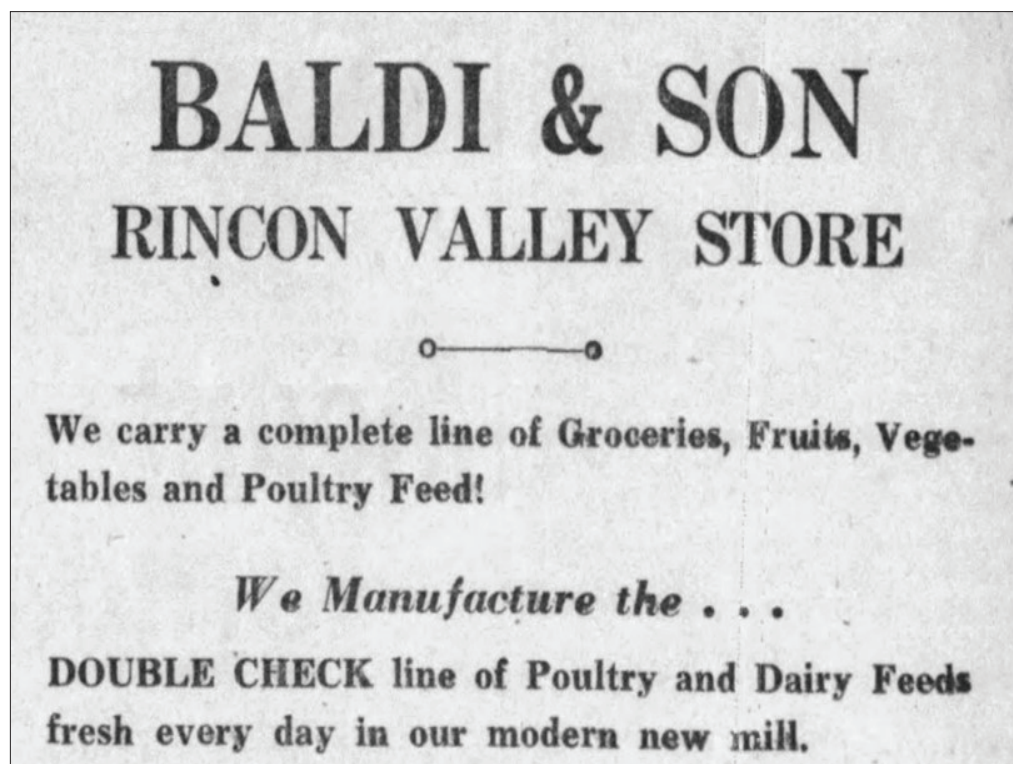 BALDI & SON
RINCON VALLEY STORE
We carry a complete line of Groceries, Fruits, Vege-
tables and Poultry Feed!
We Manufacture the . . .
DOUBLE CHECK line of Poultry and Dairy Feeds
fresh every day in our modern new mill.